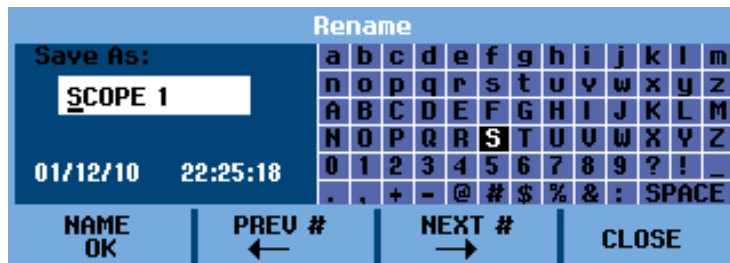 Rename
Save As:
SCOPE 1
01/12/10 22:25:18
a b c d e f g h i j k l m
n o p q r s t u v w x y z
A B C D E F G H I J K L M
N O P Q R S T U V W X Y Z
0 1 2 3 4 5 6 7 8 9 ? ! _
. , + - @ # $ % & : SPACE
NAME
OK
PREV #
←
NEXT #
→
CLOSE